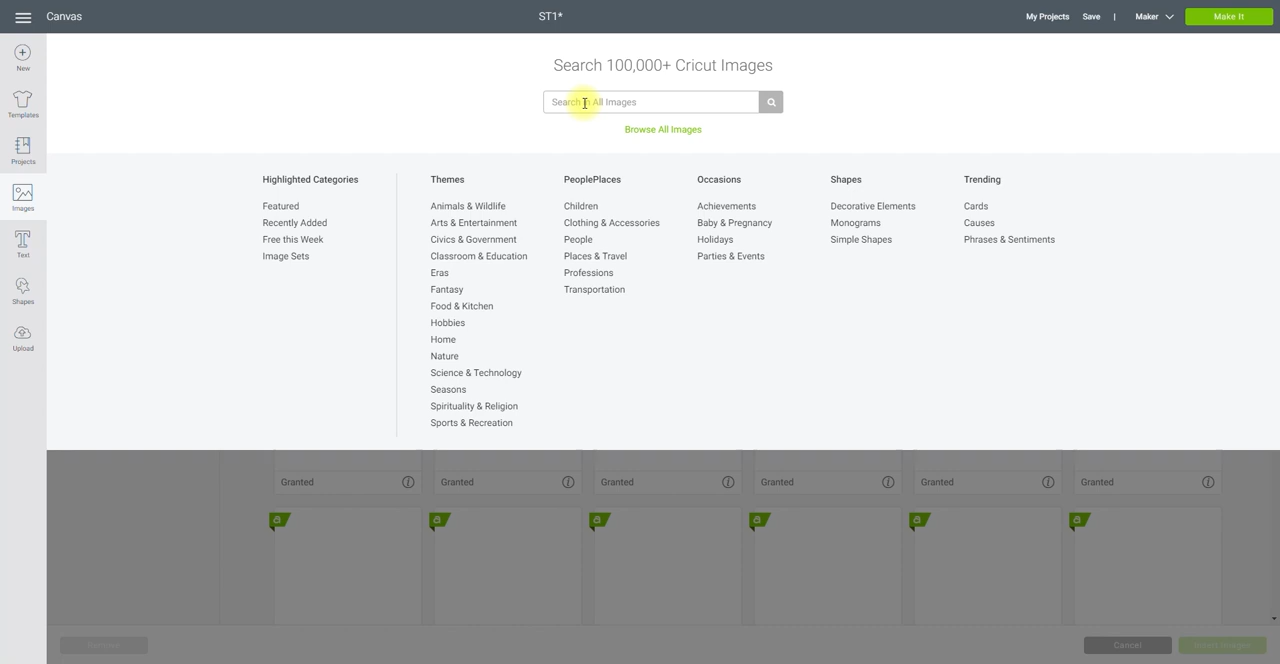 Canvas
ST1*
My Projects
Save
|
Maker
Make It
New
Templates
Projects
Images
Text
Shapes
Upload
Search 100,000+ Cricut Images
Search in All Images
Browse All Images
Highlighted Categories
Featured
Recently Added
Free this Week
Image Sets
Themes
Animals & Wildlife
Arts & Entertainment
Civics & Government
Classroom & Education
Eras
Fantasy
Food & Kitchen
Hobbies
Home
Nature
Science & Technology
Seasons
Spirituality & Religion
Sports & Recreation
PeoplePlaces
Children
Clothing & Accessories
People
Places & Travel
Professions
Transportation
Occasions
Achievements
Baby & Pregnancy
Holidays
Parties & Events
Shapes
Decorative Elements
Monograms
Simple Shapes
Trending
Cards
Causes
Phrases & Sentiments
Granted
Granted
Granted
Granted
Granted
Granted
a
a
a
a
a
a
Cancel
Insert Images